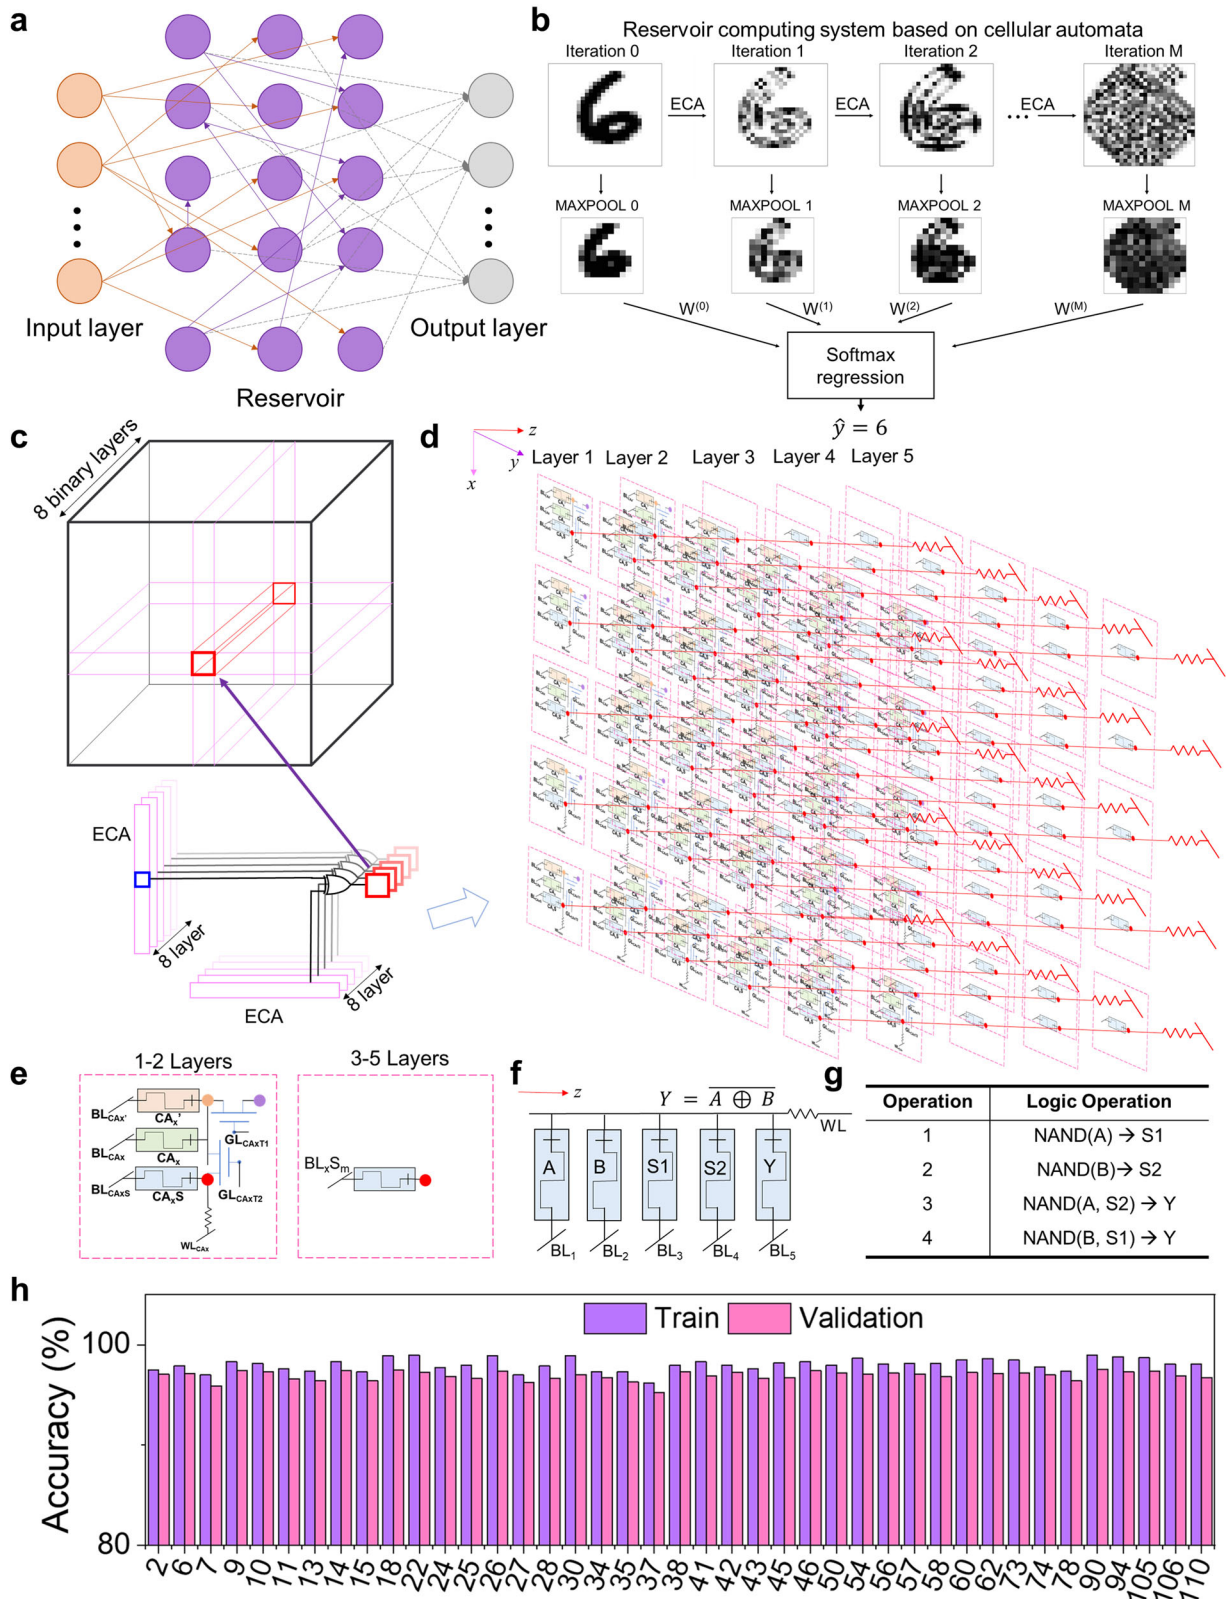 a
Input layer
Reservoir
Output layer
b
Reservoir computing system based on cellular automata
Iteration 0
Iteration 1
Iteration 2
Iteration M
ECA
ECA
ECA
MAXPOOL 0
MAXPOOL 1
MAXPOOL 2
MAXPOOL M
W(0)
W(1)
W(2)
W(M)
Softmax
regression
ŷ = 6
c
8 binary layers
ECA
8 layer
ECA
8 layer
d
z
y
x
Layer 1 Layer 2 Layer 3 Layer 4 Layer 5
e
1-2 Layers
3-5 Layers
BLCAx'
CAx'
GLCAxT1
BLCAx
CAx
BLCAxS
CAxS
GLCAxT2
WLCAx
BLxSm
f
z
Y = A ⊕ B
WL
A B S1 S2 Y
BL1 BL2 BL3 BL4 BL5
g
Operation Logic Operation
1 NAND(A) → S1
2 NAND(B)→ S2
3 NAND(A, S2) → Y
4 NAND(B, S1) → Y
h
Train Validation
Accuracy (%)
100
80
2 6 7 9 10 11 13 14 15 18 22 24 25 26 27 28 30 34 35 37 38 41 42 43 45 46 50 54 56 57 58 60 62 73 74 78 90 94 105 106 110